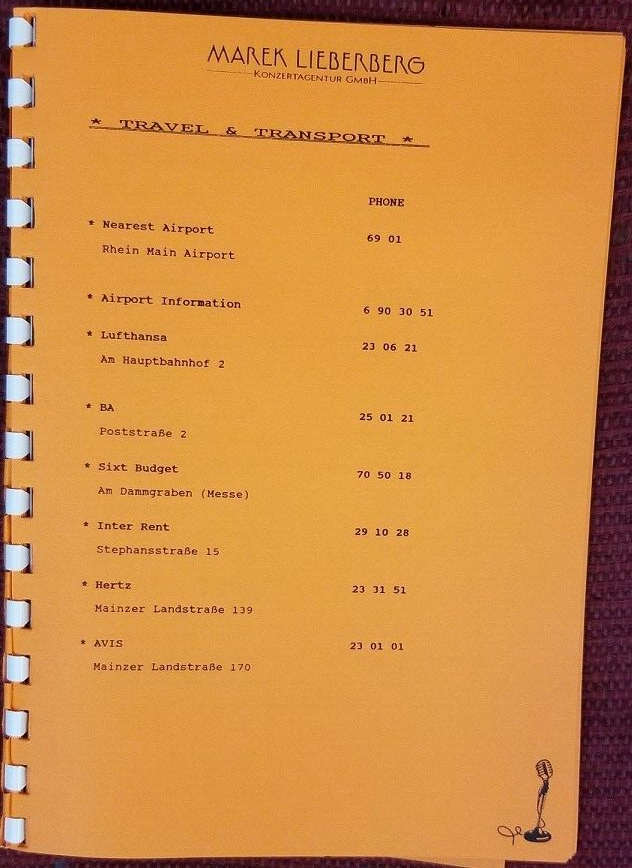 MAREK LIEBERBERG
KONZERTAGENTUR GMBH
* TRAVEL & TRANSPORT *
PHONE
* Nearest Airport 69 01
Rhein Main Airport
* Airport Information 6 90 30 51
* Lufthansa 23 06 21
Am Hauptbahnhof 2
* BA 25 01 21
Poststraße 2
* Sixt Budget 70 50 18
Am Dammgraben (Messe)
* Inter Rent 29 10 28
Stephansstraße 15
* Hertz 23 31 51
Mainzer Landstraße 139
* AVIS 23 01 01
Mainzer Landstraße 170